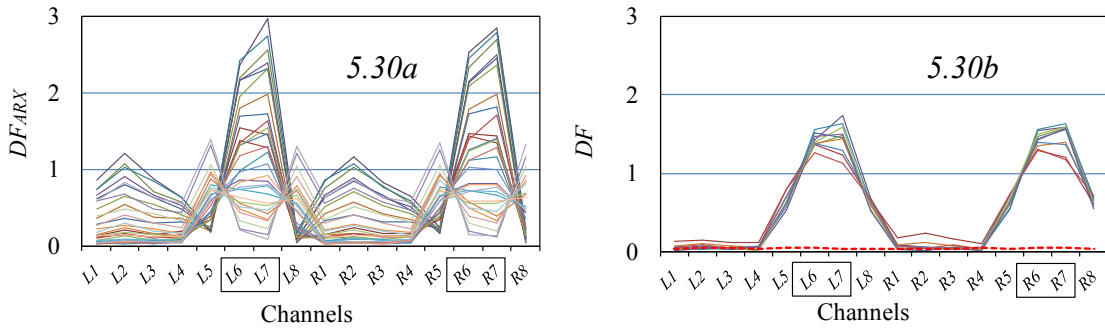 3
2
1
0
DF_ARX
5.30a
L1 L2 L3 L4 L5 L6 L7 L8 R1 R2 R3 R4 R5 R6 R7 R8
Channels
3
2
1
0
DF
5.30b
L1 L2 L3 L4 L5 L6 L7 L8 R1 R2 R3 R4 R5 R6 R7 R8
Channels